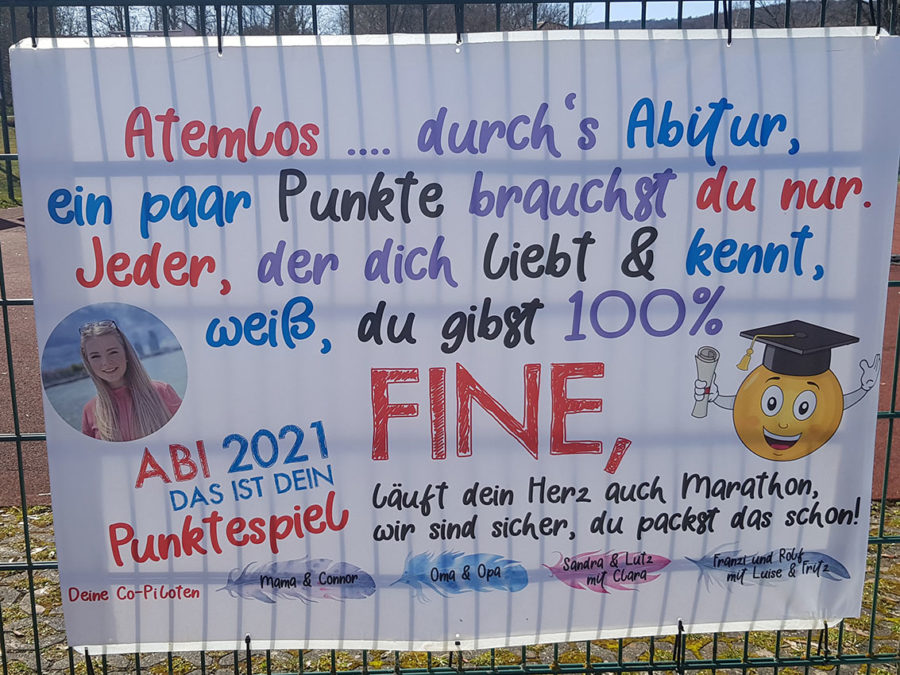 Atemlos .... durch's Abitur,
ein paar Punkte brauchst du nur.
Jeder, der dich liebt & kennt,
weiß, du gibst 100%
FINE,
läuft dein Herz auch Marathon,
wir sind sicher, du packst das schon!
ABI 2021
DAS IST DEIN
Punktespiel
Deine Co-Piloten
Mama & Connor
Oma & Opa
Sandra & Lutz
mit Clara
Franzi und Rolf
mit Luise & Fritz